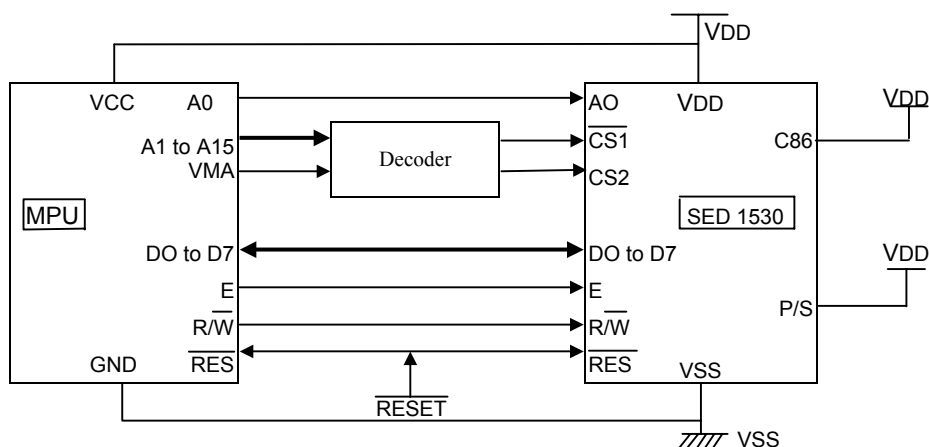 VDD
VCC A0 AO VDD VDD
A1 to A15 Decoder CS1 C86
VMA CS2
MPU SED 1530
DO to D7 DO to D7 VDD
E E
P/S
R/W R/W
GND RES RES VSS
RESET
VSS